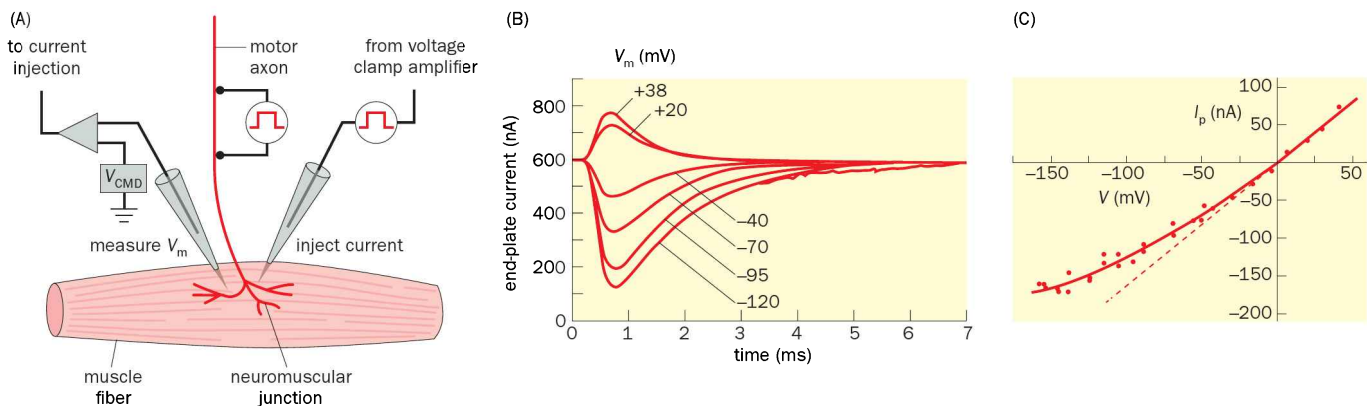 (A)
to current
injection
motor
axon
from voltage
clamp amplifier
VCMD
measure Vm
inject current
muscle
fiber
neuromuscular
junction
(B)
Vm (mV)
end-plate current (nA)
800
600
400
200
0
+38
+20
–40
–70
–95
–120
0
1
2
3
4
5
6
7
time (ms)
(C)
Ip (nA)
100
50
–150
–100
–50
50
V (mV)
–50
–100
–150
–200